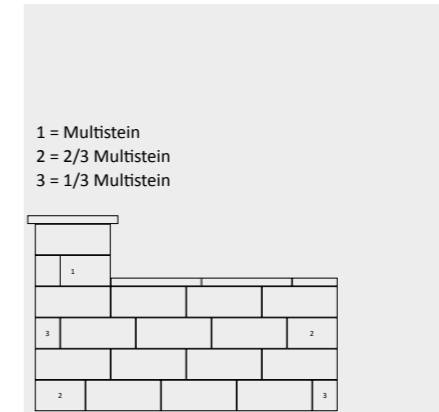 1 = Multistein
2 = 2/3 Multistein
3 = 1/3 Multistein
1
3
2
2
3